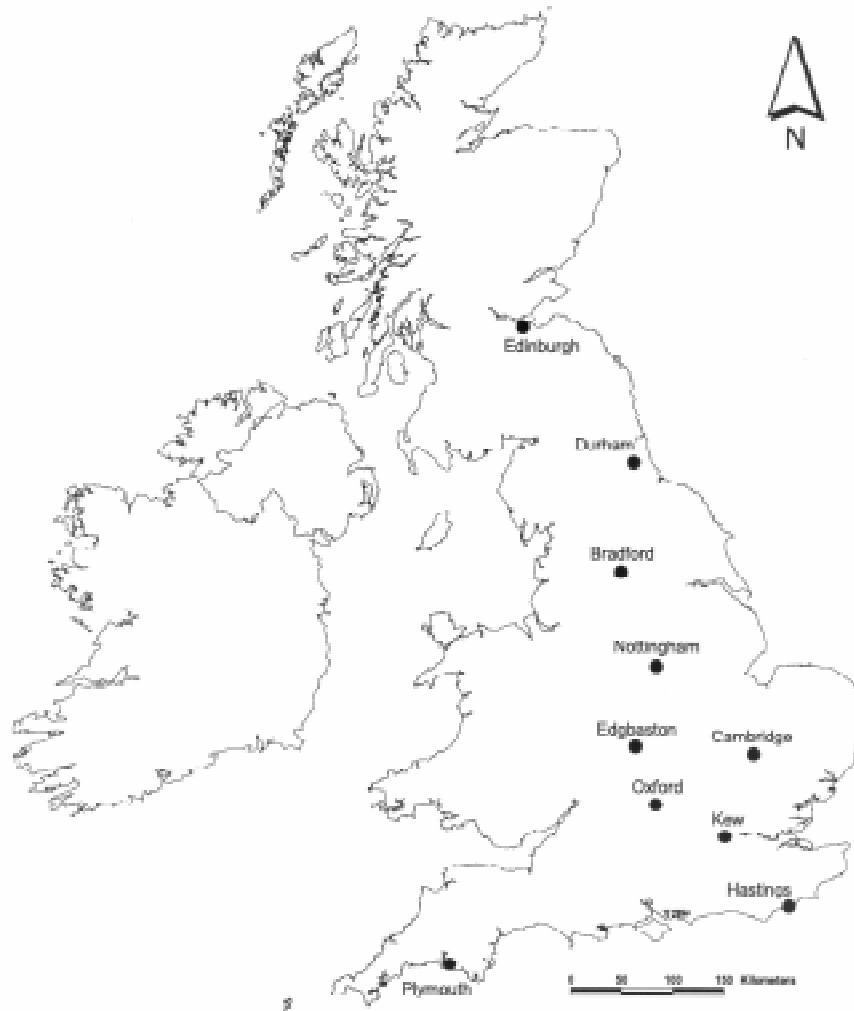 N
Edinburgh
Durham
Bradford
Nottingham
Edgbaston
Cambridge
Oxford
Kew
Hastings
Plymouth
0 50 100 150 Kilometers